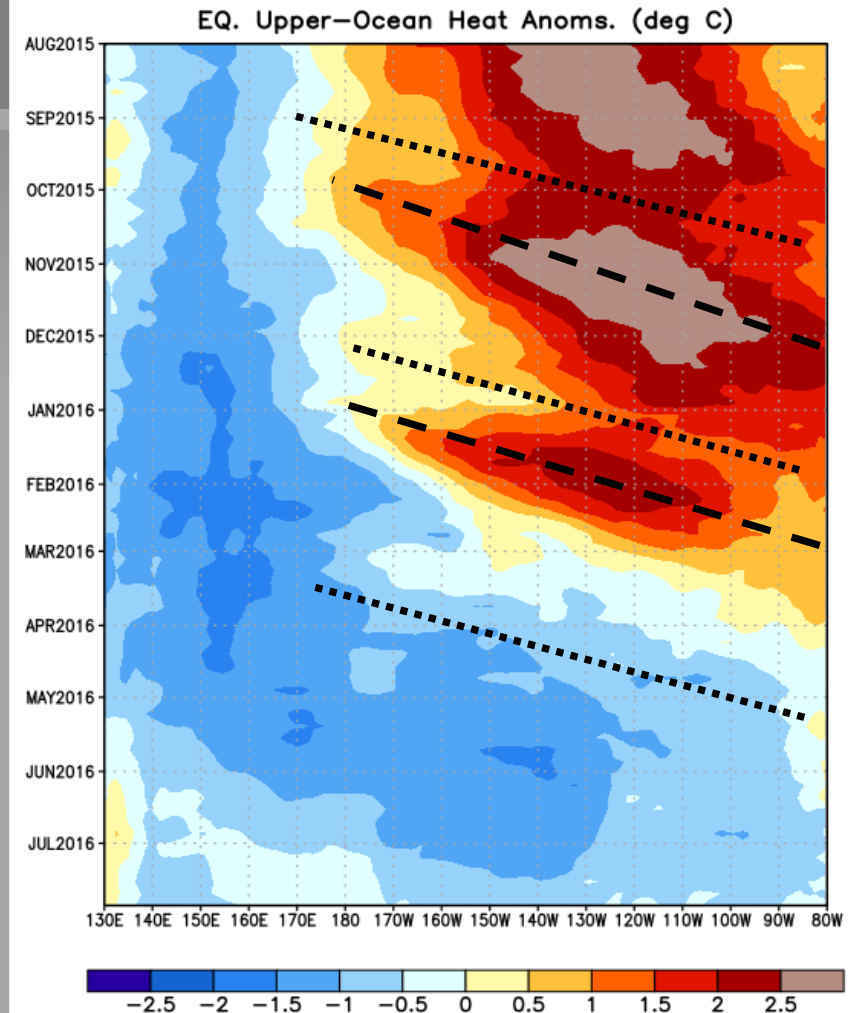 EQ. Upper-Ocean Heat Anoms. (deg C)
AUG2015
SEP2015
OCT2015
NOV2015
DEC2015
JAN2016
FEB2016
MAR2016
APR2016
MAY2016
JUN2016
JUL2016
130E 140E 150E 160E 170E 180 170W 160W 150W 140W 130W 120W 110W 100W 90W 80W
-2.5 -2 -1.5 -1 -0.5 0 0.5 1 1.5 2 2.5